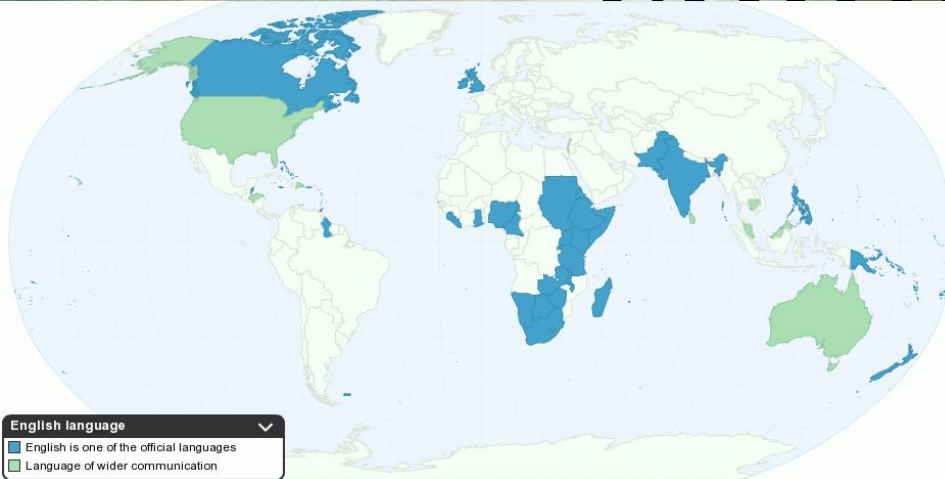 English language
English is one of the official languages
Language of wider communication